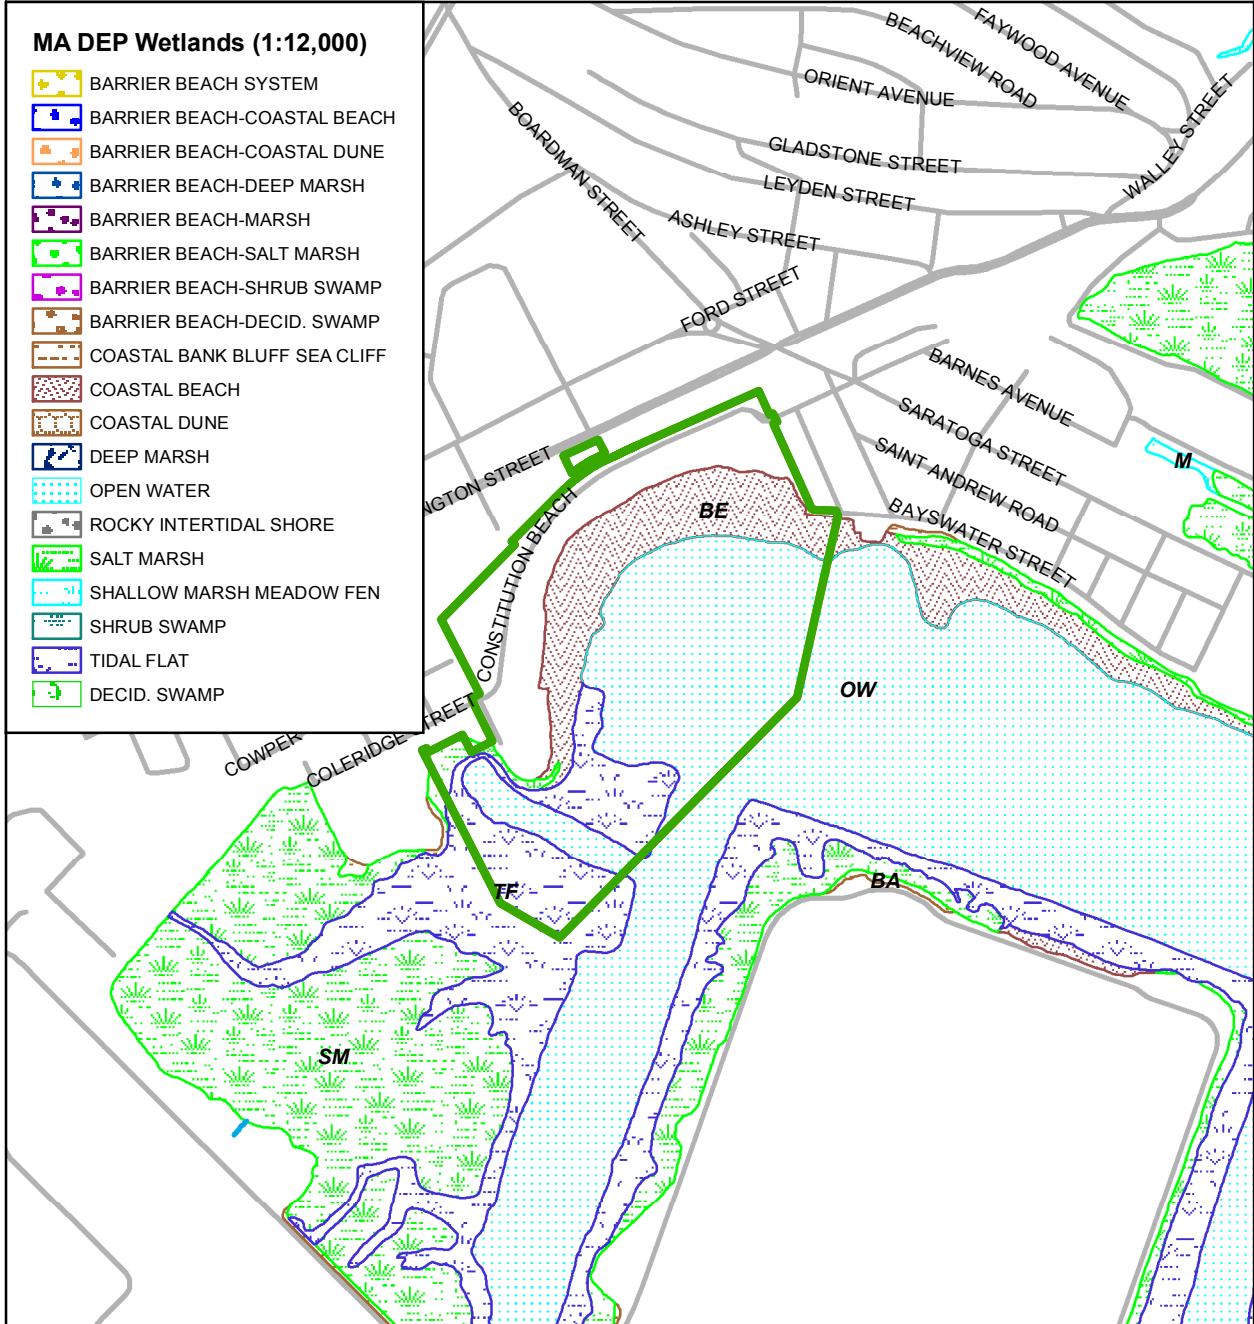 MA DEP Wetlands (1:12,000)
BARRIER BEACH SYSTEM
BARRIER BEACH-COASTAL BEACH
BARRIER BEACH-COASTAL DUNE
BARRIER BEACH-DEEP MARSH
BARRIER BEACH-MARSH
BARRIER BEACH-SALT MARSH
BARRIER BEACH-SHRUB SWAMP
BARRIER BEACH-DECID. SWAMP
COASTAL BANK BLUFF SEA CLIFF
COASTAL BEACH
COASTAL DUNE
DEEP MARSH
OPEN WATER
ROCKY INTERTIDAL SHORE
SALT MARSH
SHALLOW MARSH MEADOW FEN
SHRUB SWAMP
TIDAL FLAT
DECID. SWAMP
FAYWOOD AVENUE
BEACHVIEW ROAD
ORIENT AVENUE
WALLEY STREET
BOARDMAN STREET
GLADSTONE STREET
LEYDEN STREET
ASHLEY STREET
FORD STREET
BARNES AVENUE
SARATOGA STREET
SAINT ANDREW ROAD
BAYSWATER STREET
NGTON STREET
CONSTITUTION BEACH
COWPER
COLERIDGE STREET
M
BE
OW
BA
TF
SM